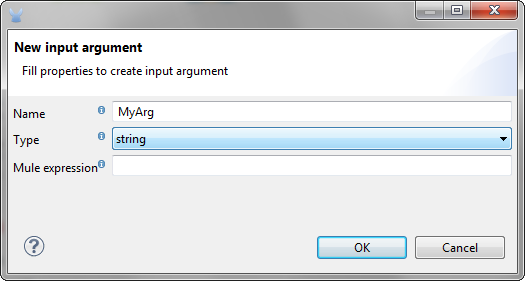 New input argument
Fill properties to create input argument
Name MyArg
Type string
Mule expression
? OK Cancel